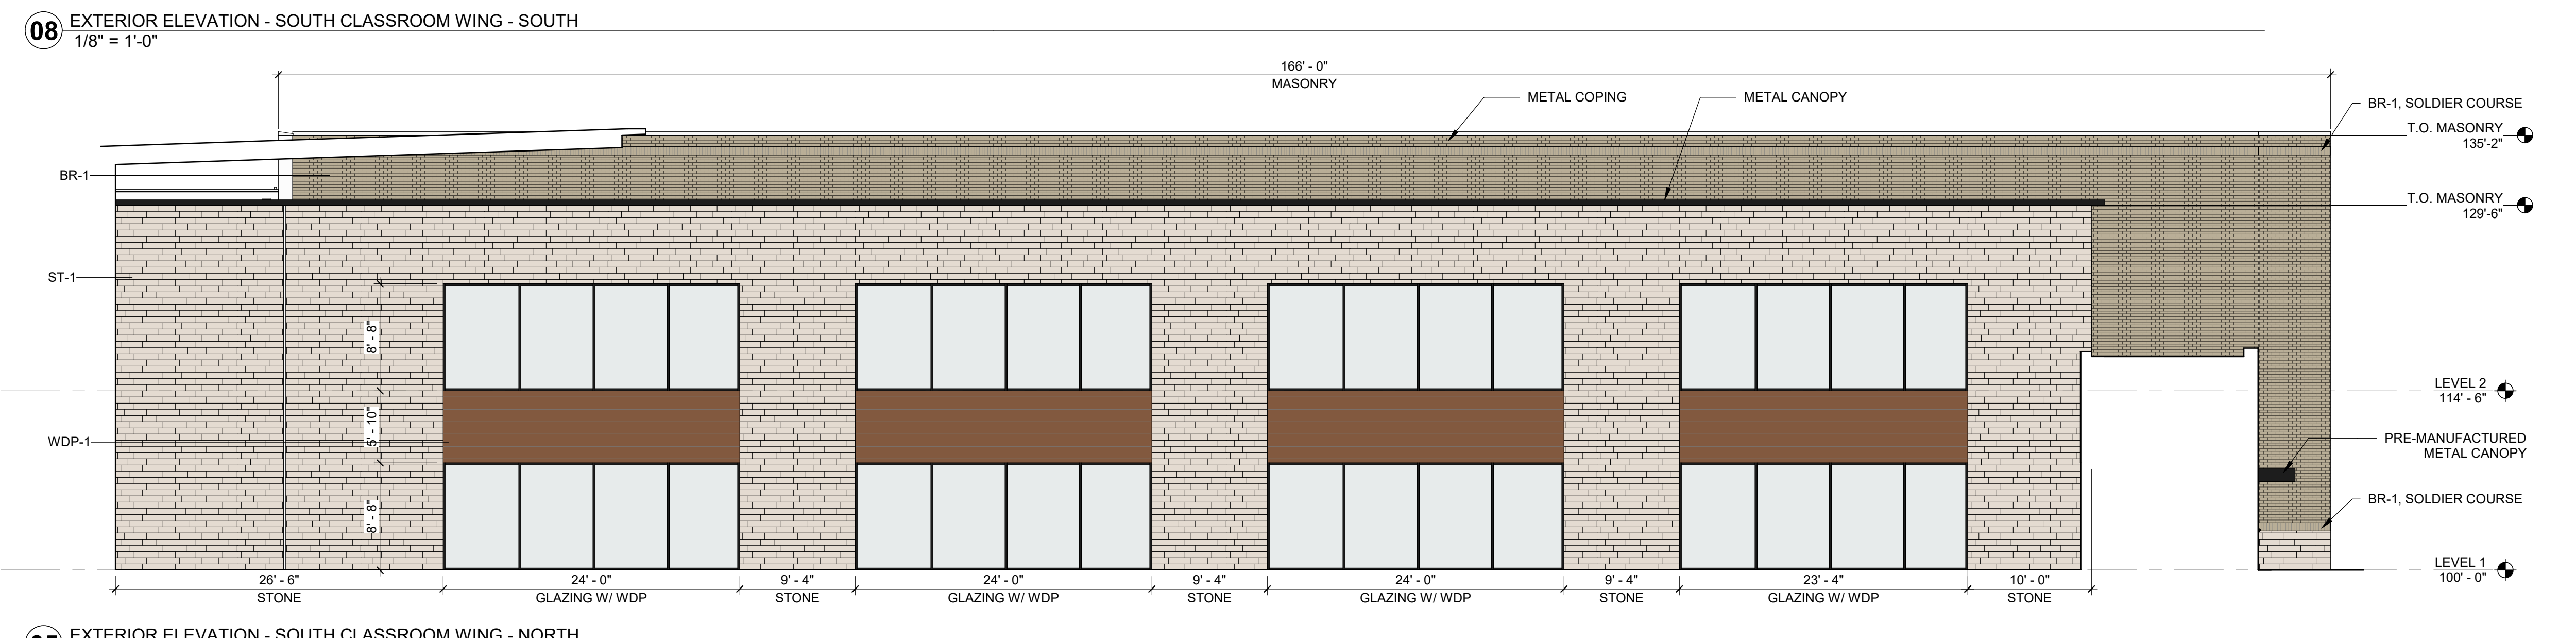 08
EXTERIOR ELEVATION - SOUTH CLASSROOM WING - SOUTH
1/8" = 1'-0"
166' - 0"
MASONRY
METAL COPING
METAL CANOPY
BR-1, SOLDIER COURSE
T.O. MASONRY
135'-2"
BR-1
T.O. MASONRY
129'-6"
ST-1
8' - 8"
LEVEL 2
114' - 6"
5' - 10"
WDP-1
PRE-MANUFACTURED
METAL CANOPY
BR-1, SOLDIER COURSE
8' - 8"
LEVEL 1
100' - 0"
26' - 6"
STONE
24' - 0"
GLAZING W/ WDP
9' - 4"
STONE
24' - 0"
GLAZING W/ WDP
9' - 4"
STONE
24' - 0"
GLAZING W/ WDP
9' - 4"
STONE
23' - 4"
GLAZING W/ WDP
10' - 0"
STONE
EXTERIOR ELEVATION - SOUTH CLASSROOM WING - NORTH